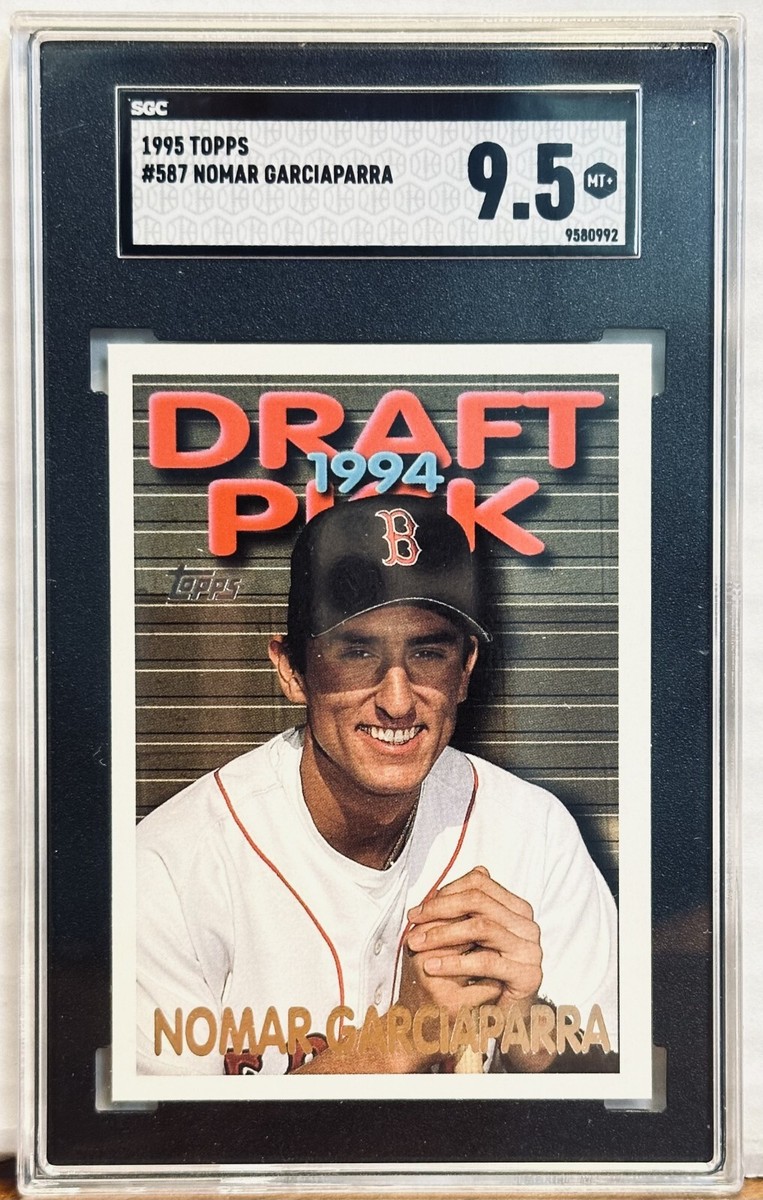 SGC
1995 TOPPS
#587 NOMAR GARCIAPARRA
9.5 MT+
9580992
DRAFT
1994
PICK
topps
B
NOMAR GARCIAPARRA